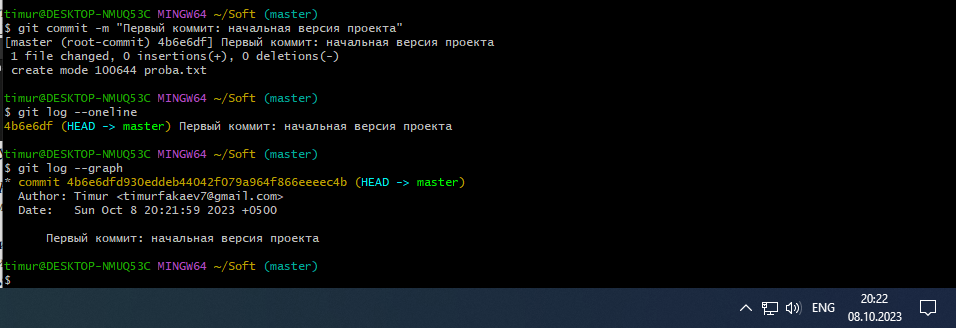 timur@DESKTOP-NMUQ53C MINGW64 ~/Soft (master)
$ git commit -m "Первый коммит: начальная версия проекта"
[master (root-commit) 4b6e6df] Первый коммит: начальная версия проекта
1 file changed, 0 insertions(+), 0 deletions(-)
create mode 100644 proba.txt
timur@DESKTOP-NMUQ53C MINGW64 ~/Soft (master)
$ git log --oneline
4b6e6df (HEAD -> master) Первый коммит: начальная версия проекта
timur@DESKTOP-NMUQ53C MINGW64 ~/Soft (master)
$ git log --graph
* commit 4b6e6dfd930eddeb44042f079a964f866eeeec4b (HEAD -> master)
Author: Timur <timurfakaev7@gmail.com>
Date:   Sun Oct 8 20:21:59 2023 +0500
Первый коммит: начальная версия проекта
timur@DESKTOP-NMUQ53C MINGW64 ~/Soft (master)
$
ENG
20:22
08.10.2023